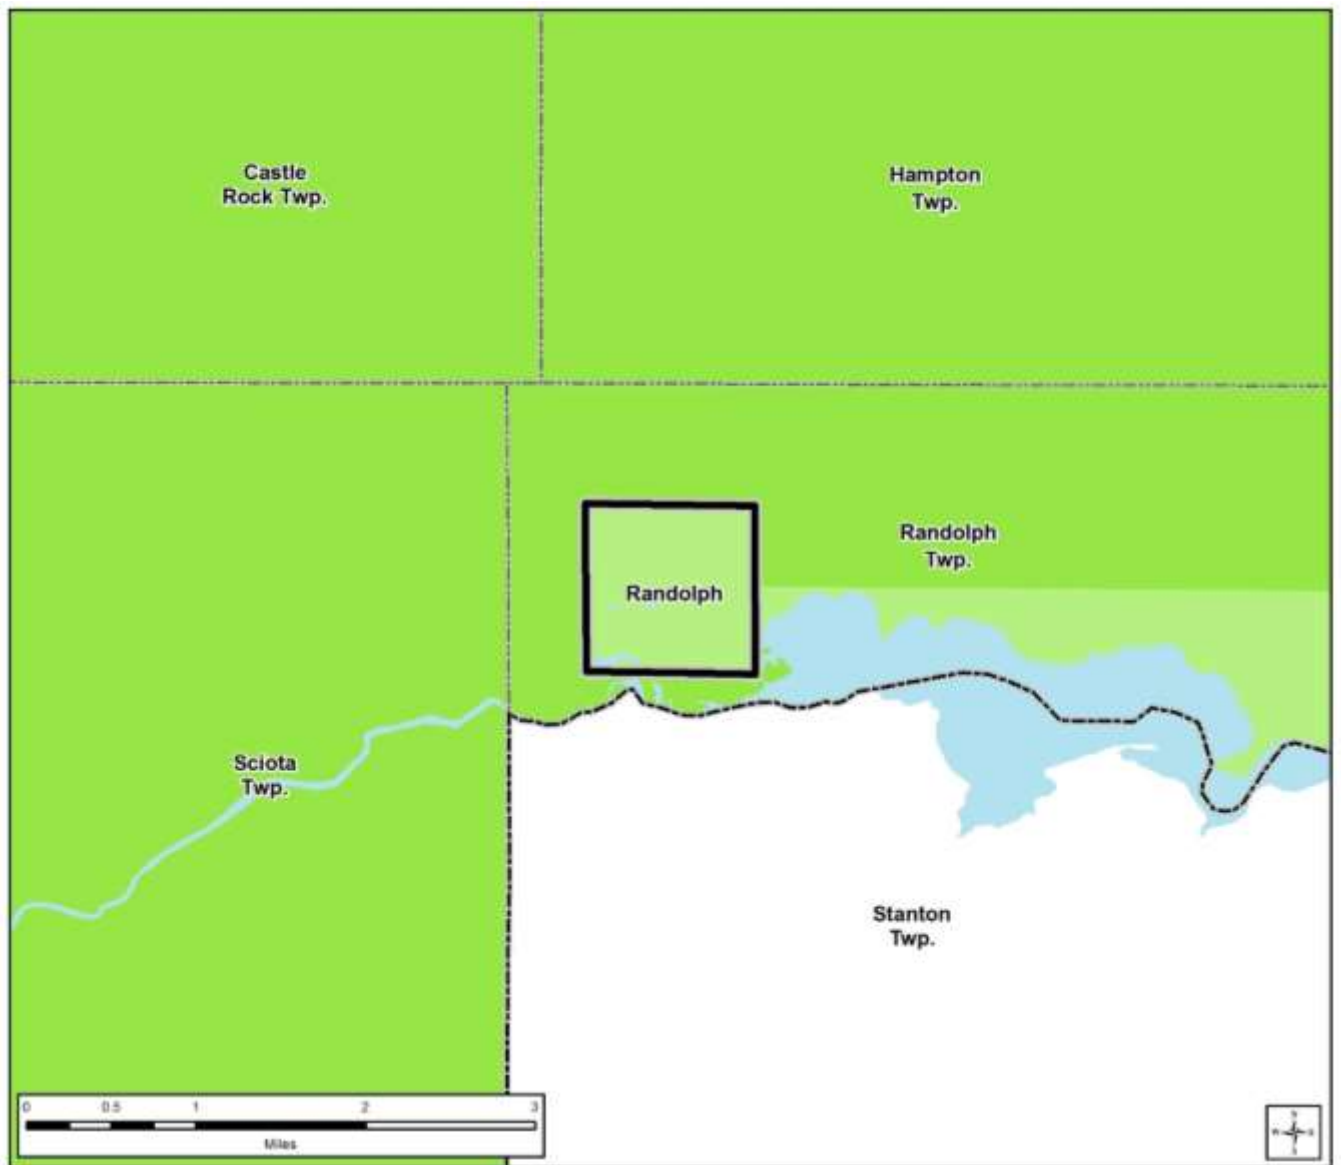 Castle
Rock Twp.
Hampton
Twp.
Randolph
Twp.
Randolph
Sciota
Twp.
Stanton
Twp.
0 0.5 1 2 3
Miles